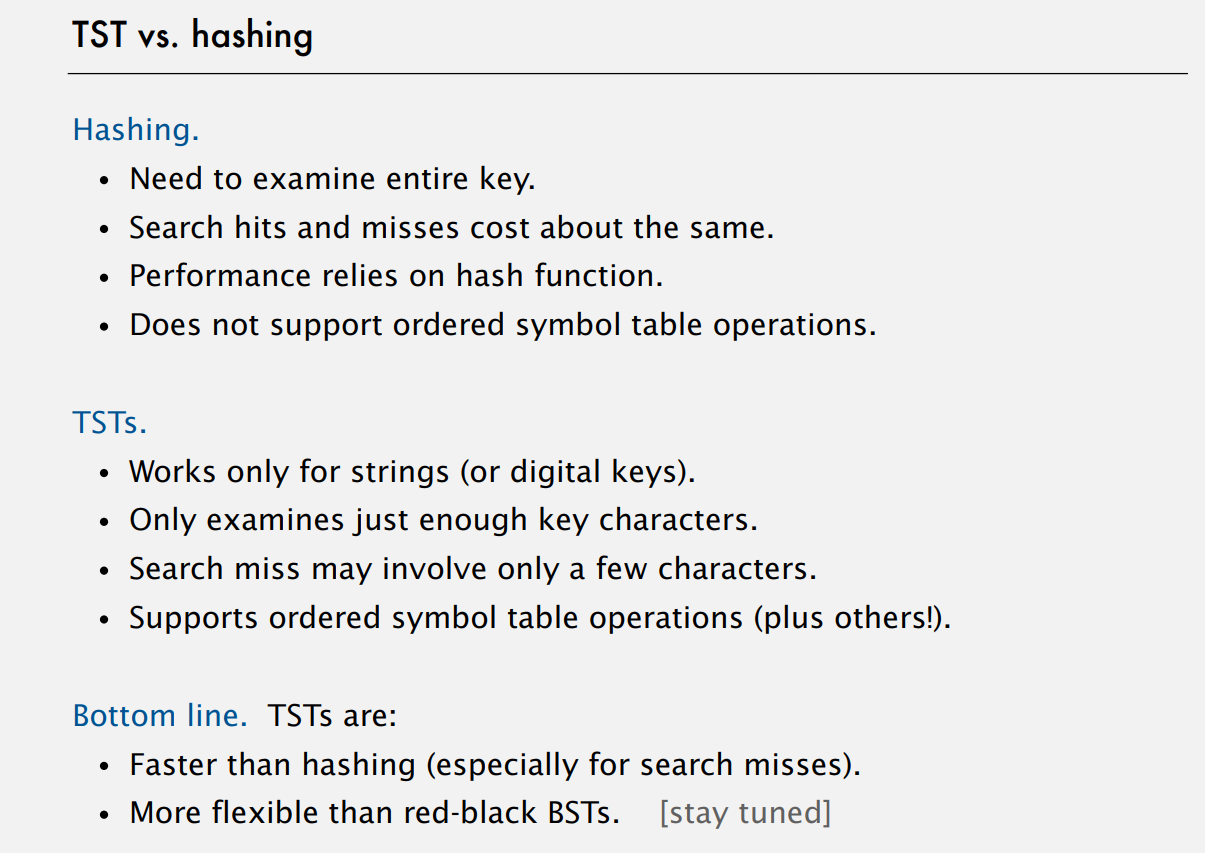 TST vs. hashing
Hashing.
• Need to examine entire key.
• Search hits and misses cost about the same.
• Performance relies on hash function.
• Does not support ordered symbol table operations.
TSTs.
• Works only for strings (or digital keys).
• Only examines just enough key characters.
• Search miss may involve only a few characters.
• Supports ordered symbol table operations (plus others!).
Bottom line. TSTs are:
• Faster than hashing (especially for search misses).
• More flexible than red-black BSTs. [stay tuned]